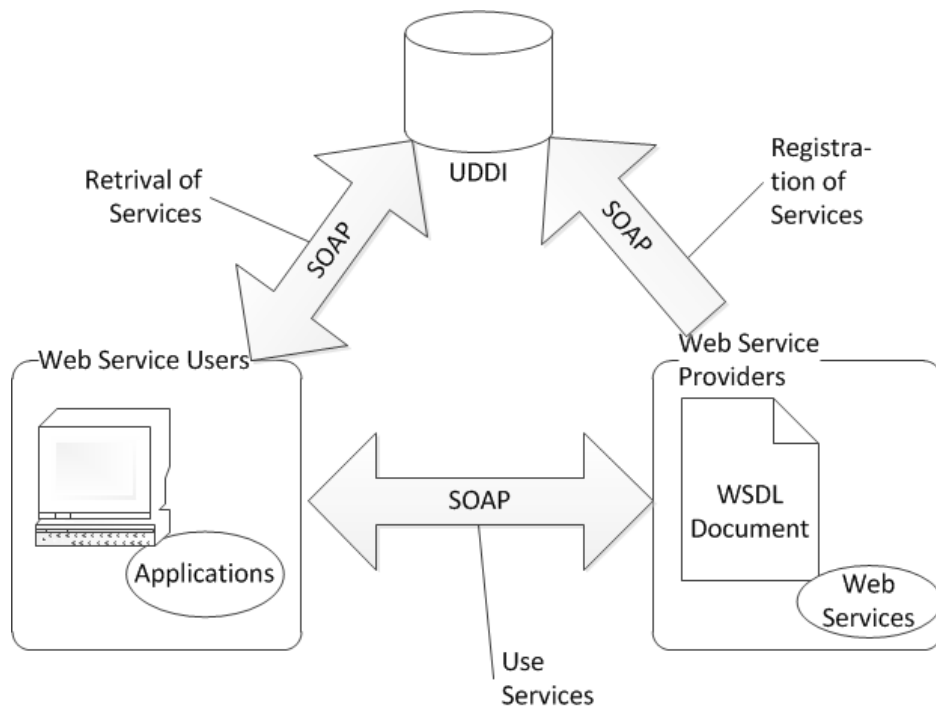 UDDI
Retrival of
Services
SOAP
Registra-
tion of
Services
SOAP
Web Service Users
Web Service
Providers
SOAP
WSDL
Document
Applications
Web
Services
Use
Services